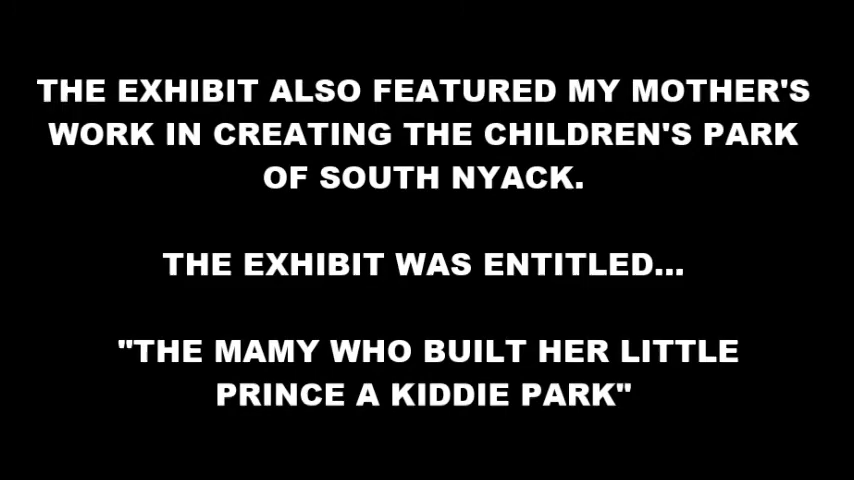 THE EXHIBIT ALSO FEATURED MY MOTHER'S
WORK IN CREATING THE CHILDREN'S PARK
OF SOUTH NYACK.
THE EXHIBIT WAS ENTITLED...
"THE MAMY WHO BUILT HER LITTLE
PRINCE A KIDDIE PARK"